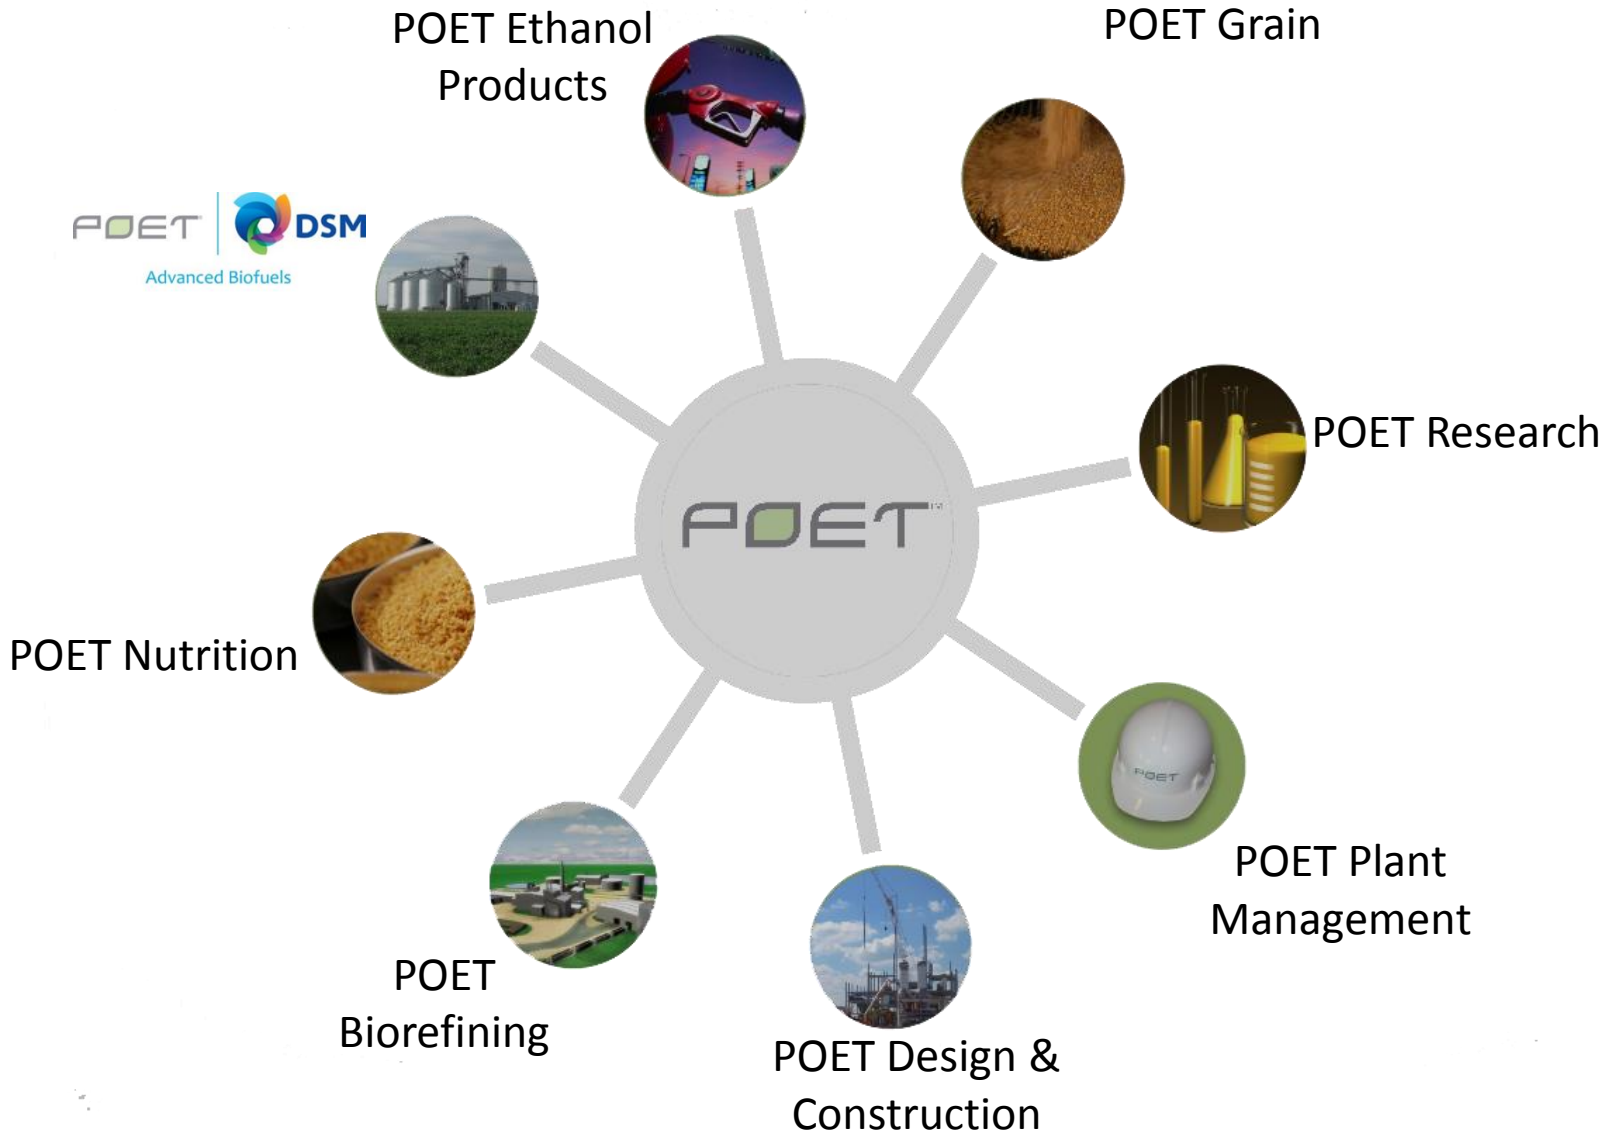 POET Ethanol
Products
POET Grain
POET DSM
Advanced Biofuels
POET Research
POET™
POET Nutrition
POET
POET Plant
Management
POET
Biorefining
POET Design &
Construction